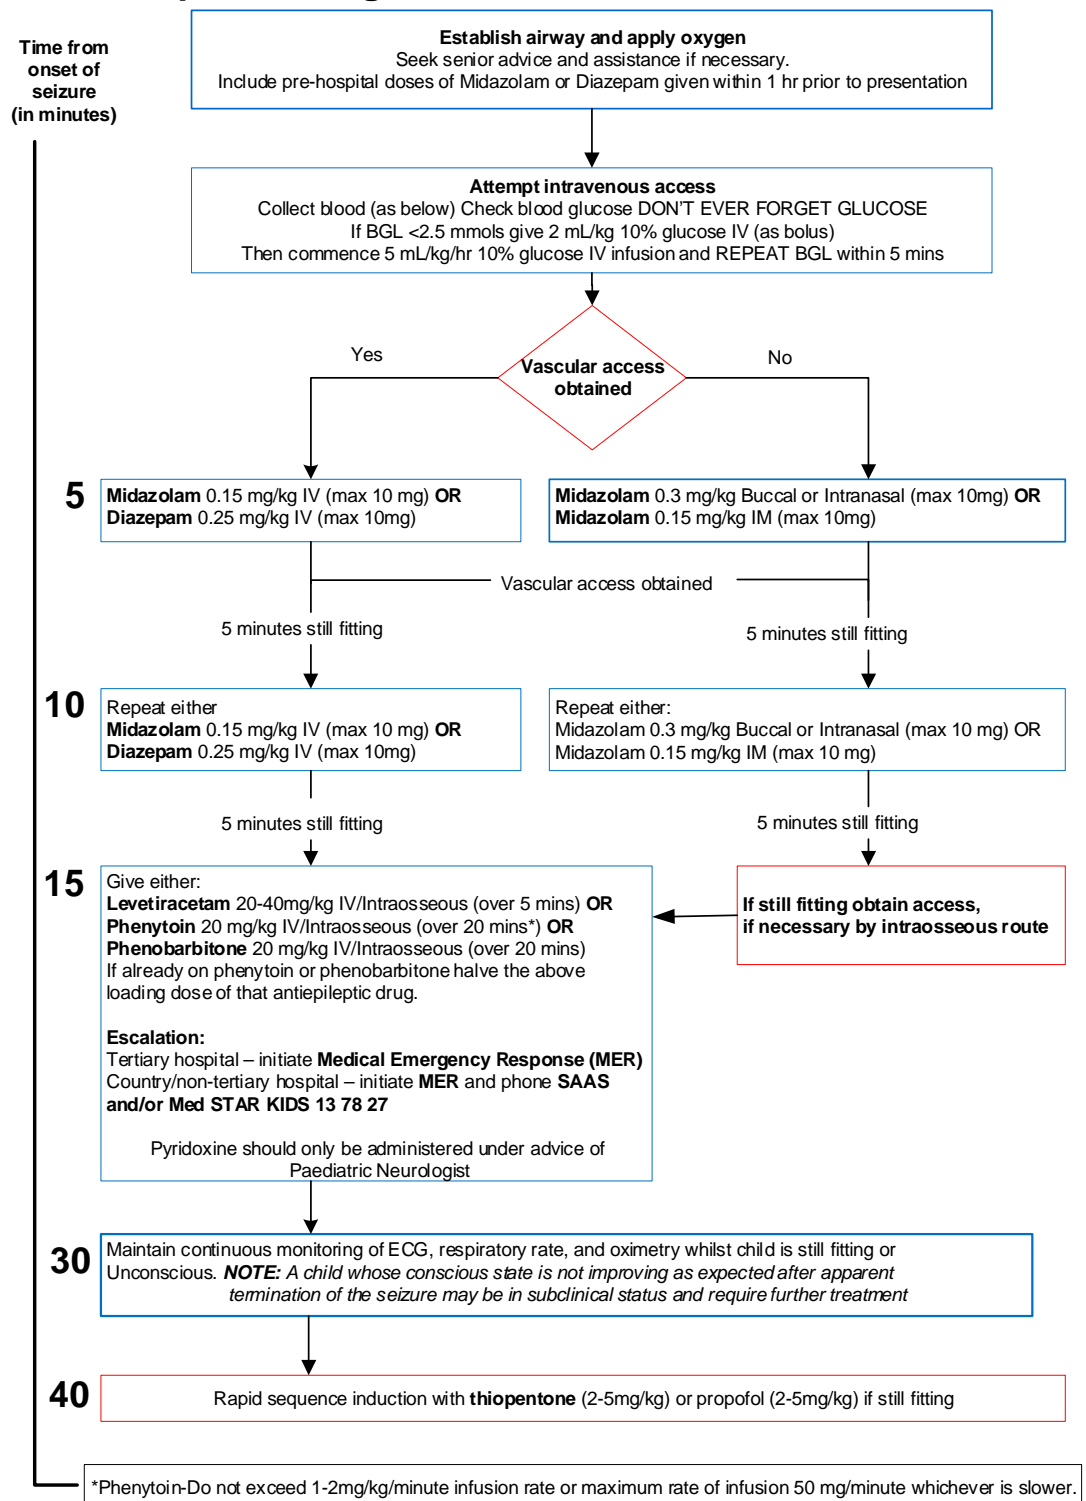 Time from
onset of
seizure
(in minutes)
Establish airway and apply oxygen
Seek senior advice and assistance if necessary.
Include pre-hospital doses of Midazolam or Diazepam given within 1 hr prior to presentation
Attempt intravenous access
Collect blood (as below) Check blood glucose DON'T EVER FORGET GLUCOSE
If BGL <2.5 mmols give 2 mL/kg 10% glucose IV (as bolus)
Then commence 5 mL/kg/hr 10% glucose IV infusion and REPEAT BGL within 5 mins
Yes
Vascular access
obtained
No
5
Midazolam 0.15 mg/kg IV (max 10 mg) OR
Diazepam 0.25 mg/kg IV (max 10mg)
Midazolam 0.3 mg/kg Buccal or Intranasal (max 10mg) OR
Midazolam 0.15 mg/kg IM (max 10mg)
Vascular access obtained
5 minutes still fitting
5 minutes still fitting
10
Repeat either
Midazolam 0.15 mg/kg IV (max 10 mg) OR
Diazepam 0.25 mg/kg IV (max 10mg)
Repeat either:
Midazolam 0.3 mg/kg Buccal or Intranasal (max 10 mg) OR
Midazolam 0.15 mg/kg IM (max 10 mg)
5 minutes still fitting
5 minutes still fitting
15
Give either:
Levetiracetam 20-40mg/kg IV/Intraosseous (over 5 mins) OR
Phenytoin 20 mg/kg IV/Intraosseous (over 20 mins*) OR
Phenobarbitone 20 mg/kg IV/Intraosseous (over 20 mins)
If already on phenytoin or phenobarbitone halve the above
loading dose of that antiepileptic drug.
Escalation:
Tertiary hospital – initiate Medical Emergency Response (MER)
Country/non-tertiary hospital – initiate MER and phone SAAS
and/or Med STAR KIDS 13 78 27
Pyridoxine should only be administered under advice of
Paediatric Neurologist
If still fitting obtain access,
if necessary by intraosseous route
30
Maintain continuous monitoring of ECG, respiratory rate, and oximetry whilst child is still fitting or
Unconscious. NOTE: A child whose conscious state is not improving as expected after apparent
termination of the seizure may be in subclinical status and require further treatment
40
Rapid sequence induction with thiopentone (2-5mg/kg) or propofol (2-5mg/kg) if still fitting
*Phenytoin-Do not exceed 1-2mg/kg/minute infusion rate or maximum rate of infusion 50 mg/minute whichever is slower.